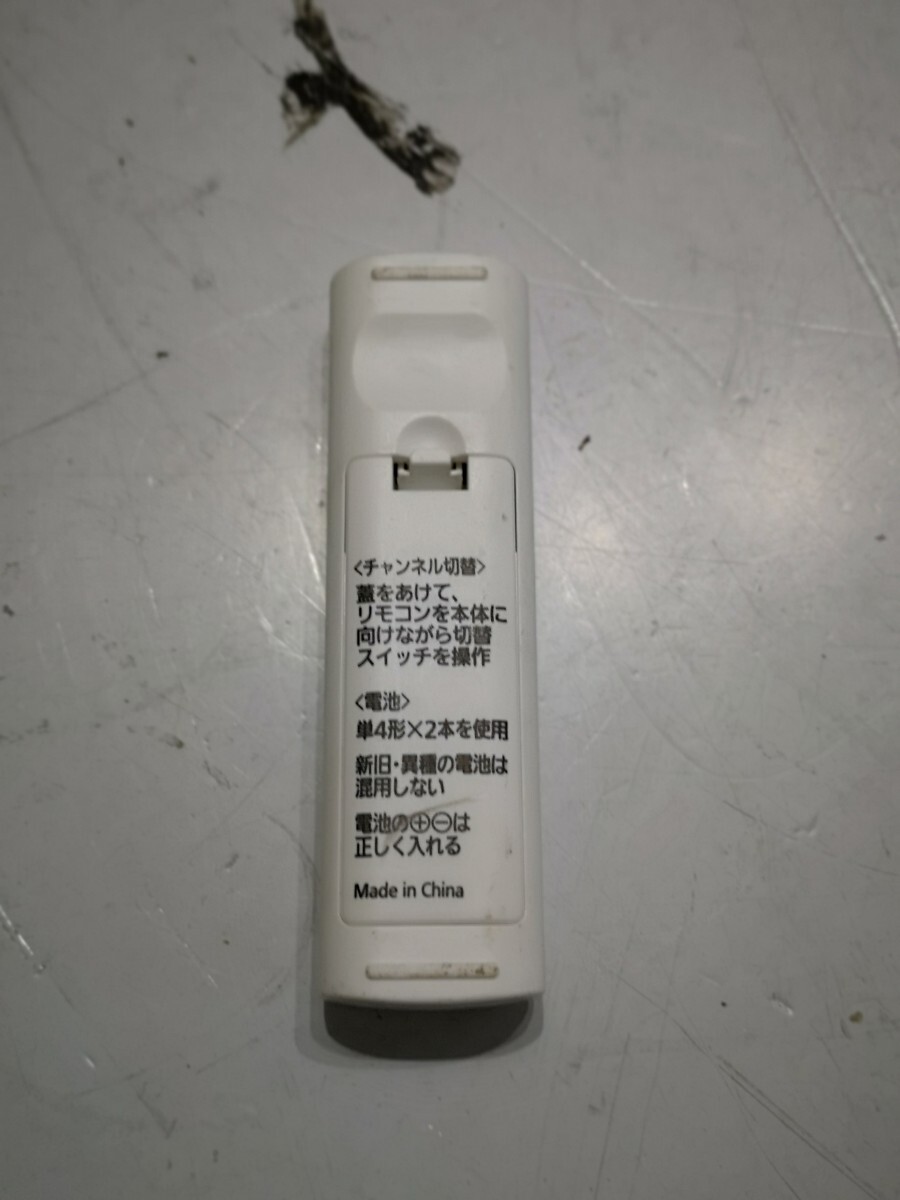 〈チャンネル切替〉
蓋をあけて、
リモコンを本体に
向けながら切替
スイッチを操作
〈電池〉
単4形×2本を使用
新旧・異種の電池は
混用しない
電池の⊕⊖は
正しく入れる
Made in China